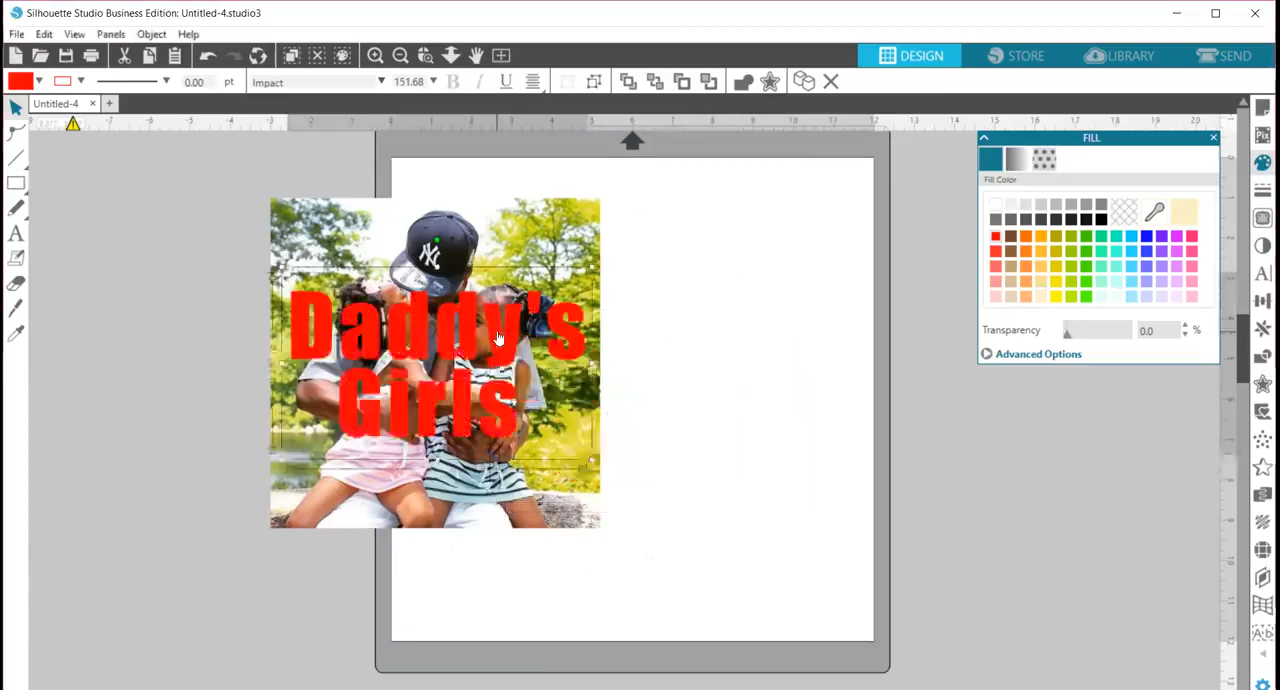 Silhouette Studio Business Edition: Untitled-4.studio3
File Edit View Panels Object Help
DESIGN STORE LIBRARY SEND
0.00 pt Impact 151.68 B I U
Untitled-4
FILL
Fill Color
NY
Daddy's
Girls
Transparency 0.0 %
Advanced Options